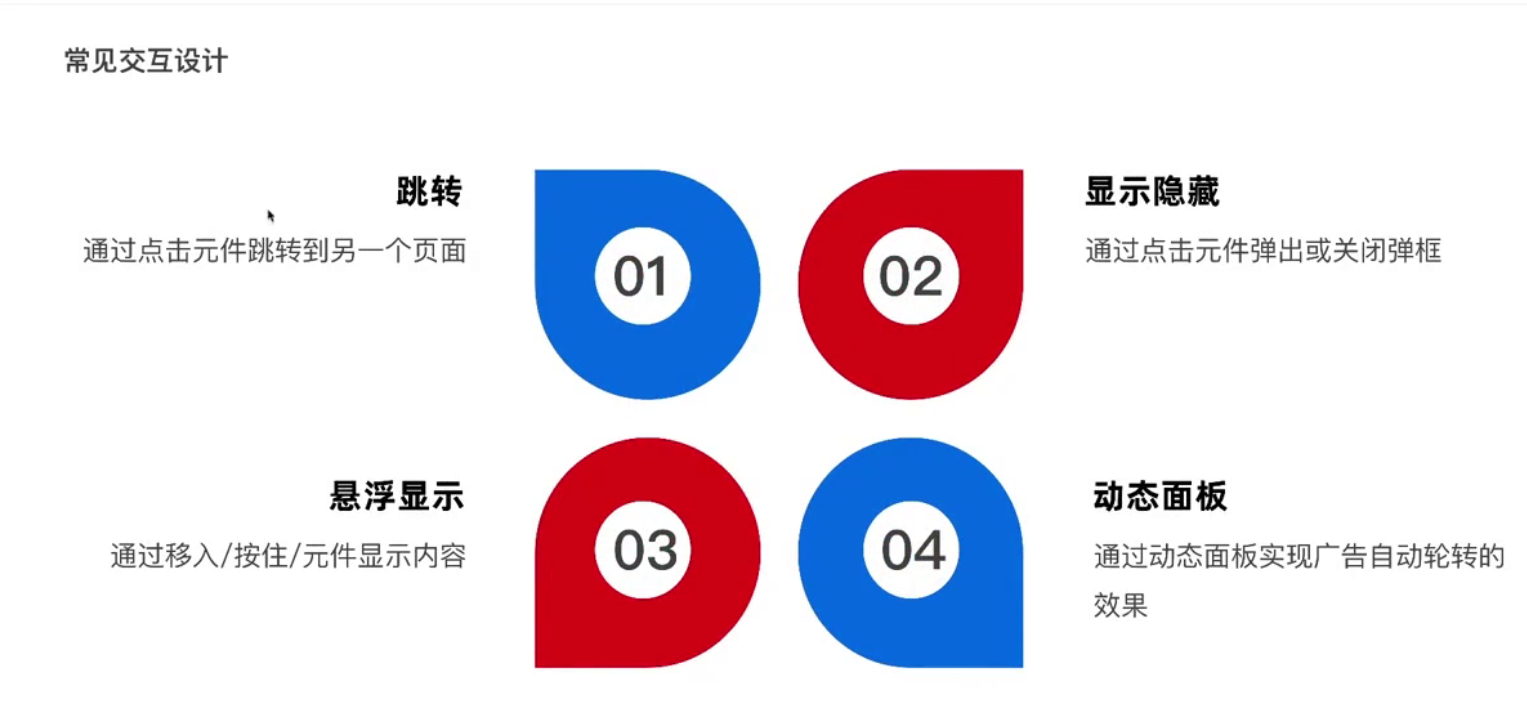 常见交互设计
跳转
通过点击元件跳转到另一个页面
01
02
显示隐藏
通过点击元件弹出或关闭弹框
悬浮显示
通过移入/按住/元件显示内容
03
04
动态面板
通过动态面板实现广告自动轮转的
效果